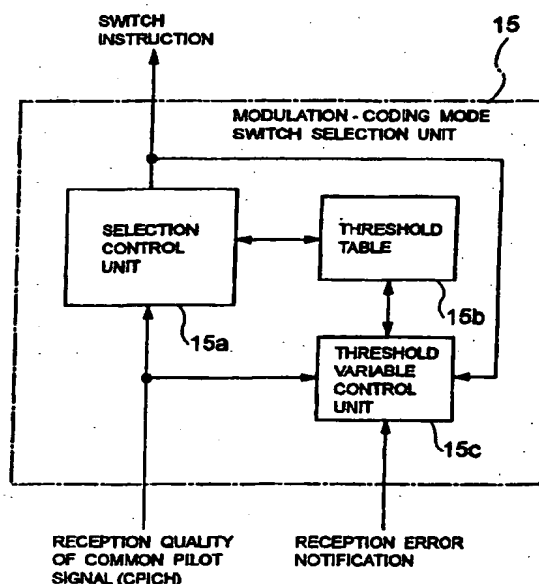 SWITCH
INSTRUCTION
15
MODULATION - CODING MODE
SWITCH SELECTION UNIT
SELECTION
CONTROL
UNIT
15a
THRESHOLD
TABLE
15b
THRESHOLD
VARIABLE
CONTROL
UNIT
15c
RECEPTION QUALITY
OF COMMON PILOT
SIGNAL (CPICH)
RECEPTION ERROR
NOTIFICATION